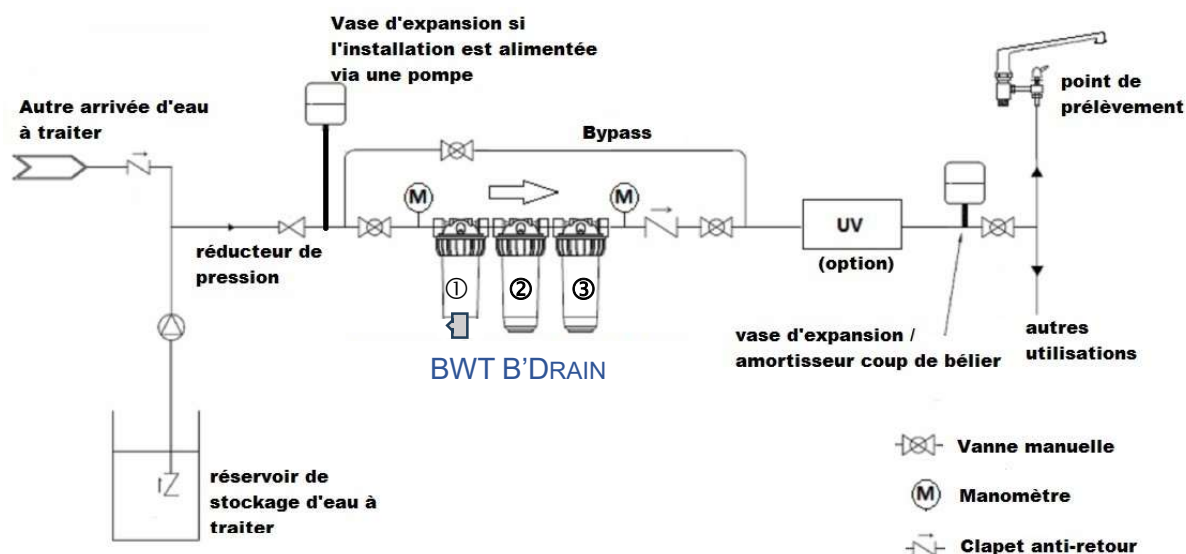 Vase d'expansion si
l'installation est alimentée
via une pompe
Autre arrivée d'eau
à traiter
Bypass
point de
prélèvement
M
M
réducteur de
pression
①
②
③
UV
(option)
BWT B'DRAIN
vase d'expansion /
amortisseur coup de bélier
autres
utilisations
réservoir de
stockage d'eau à
traiter
Vanne manuelle
M
Manomètre
Clapet anti-retour